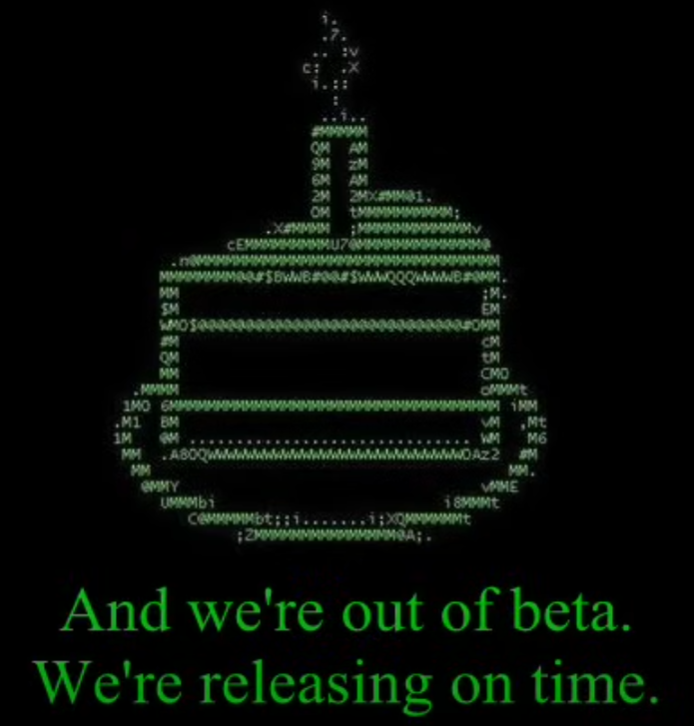 And we're out of beta.
We're releasing on time.